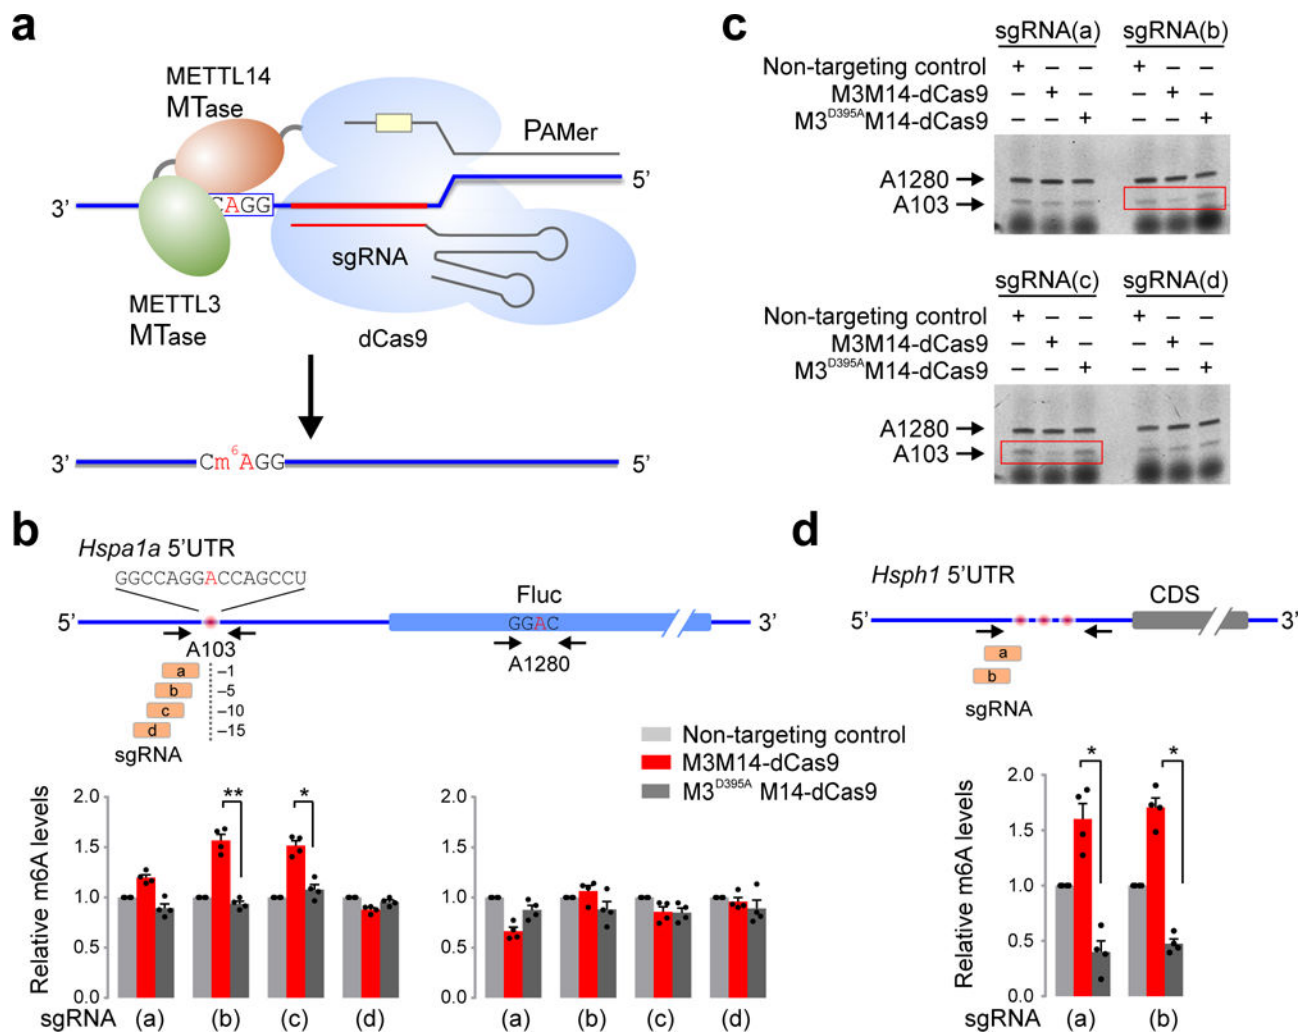 a
METTL14
MTase
PAMer
5’
3’
CAGG
sgRNA
METTL3
MTase
dCas9
3’
Cm⁶AGG
5’
b
Hspa1a 5’UTR
GGCCAGGACCAGCCU
Fluc
5’
GGAC
3’
A103
A1280
a
–1
b
–5
c
–10
d
–15
sgRNA
Non-targeting control
M3M14-dCas9
M3ᴰ³⁹⁵ᴬ M14-dCas9
Relative m6A levels
2.0
1.5
1.0
0.5
0.0
**
*
sgRNA
(a)
(b)
(c)
(d)
2.0
1.5
1.0
0.5
0.0
(a)
(b)
(c)
(d)
c
sgRNA(a)
sgRNA(b)
Non-targeting control
+ – –
+ – –
M3M14-dCas9
– + –
– + –
M3ᴰ³⁹⁵ᴬM14-dCas9
– – +
– – +
A1280
A103
sgRNA(c)
sgRNA(d)
Non-targeting control
+ – –
+ – –
M3M14-dCas9
– + –
– + –
M3ᴰ³⁹⁵ᴬM14-dCas9
– – +
– – +
A1280
A103
d
Hsph1 5’UTR
CDS
5’
3’
a
b
sgRNA
Relative m6A levels
2.0
1.5
1.0
0.5
0.0
*
*
sgRNA
(a)
(b)